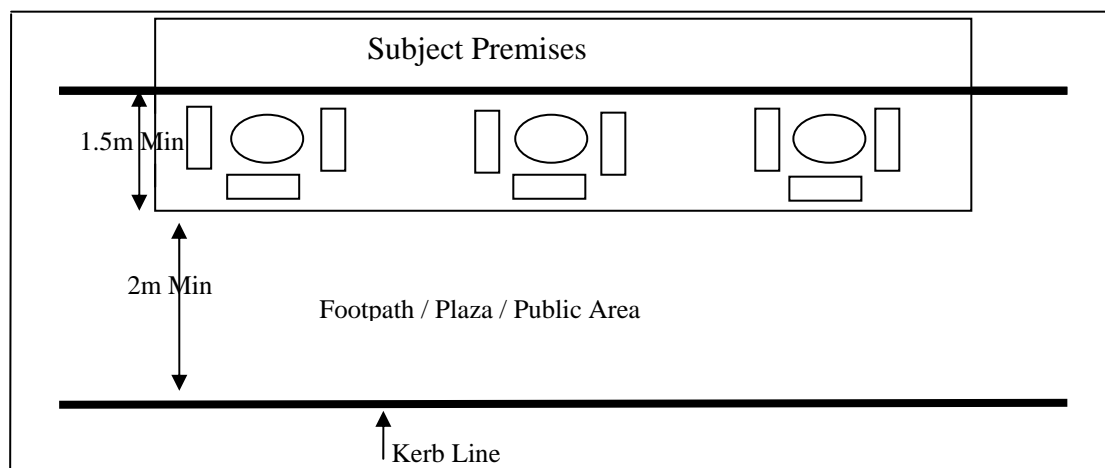 Subject Premises
1.5m Min
2m Min
Footpath / Plaza / Public Area
Kerb Line